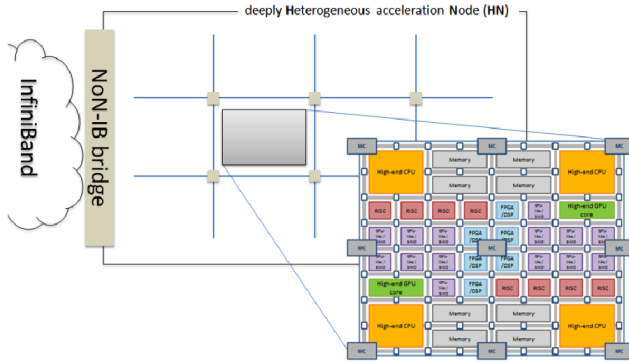 deeply Heterogeneous acceleration Node (HN)
InfiniBand
NoN-IB bridge
MC
MC
MC
High-end CPU
Memory
Memory
High-end CPU
Memory
Memory
RISC
RISC
RISC
RISC
FPGA
/DSP
High-end GPU
core
FPGA
/DSP
FPGA
/DSP
MC
MC
MC
FPGA
/DSP
FPGA
/DSP
High-end GPU
core
FPGA
/DSP
RISC
RISC
RISC
RISC
High-end CPU
Memory
Memory
High-end CPU
Memory
Memory
MC
MC
MC